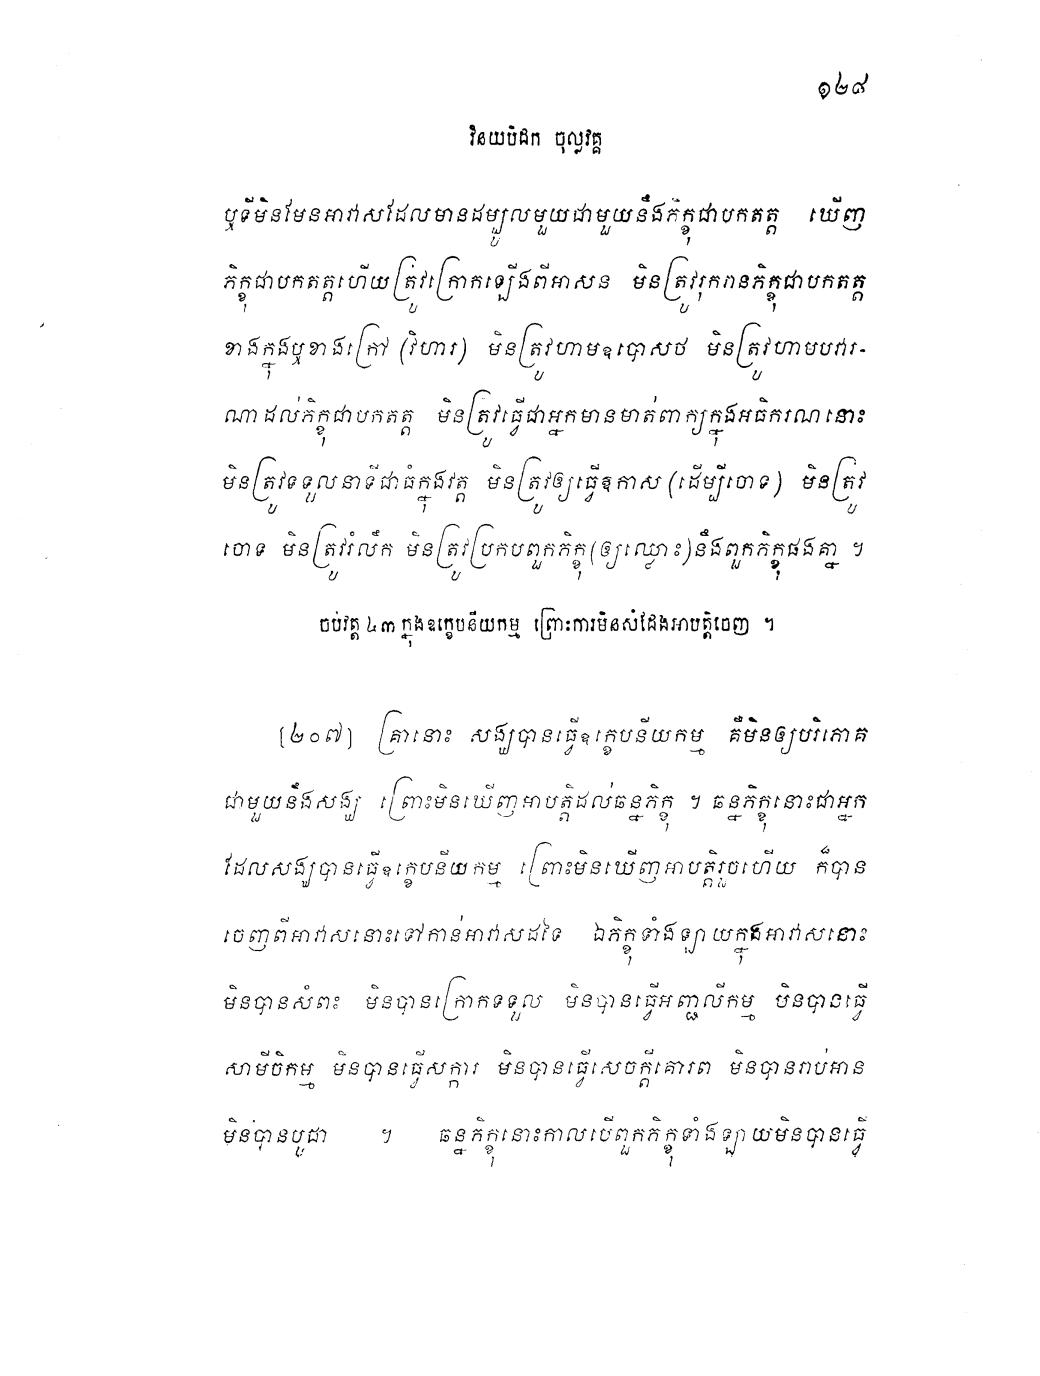 ១២៩
វិនយបិដក ចុល្លវគ្គ
ឬទីមិនមែនអាវាសដែលមានដម្បូលមួយជាមួយនឹងភិក្ខុជាបកតត្ត ឃើញ
ភិក្ខុជាបកតត្តហើយត្រូវក្រោកឡើងពីអាសនៈ មិនត្រូវរុករានភិក្ខុជាបកតត្ត
ខាងក្នុងឬខាងក្រៅ (វិហារ) មិនត្រូវហាមឧបោសថ មិនត្រូវហាមបវារ-
ណាដល់ភិក្ខុជាបកតត្ត មិនត្រូវធ្វើជាអ្នកមានមាត់ពាក្យក្នុងអធិករណនោះ
មិនត្រូវទទួលនាទីជាធំក្នុងវត្ត មិនត្រូវឲ្យធ្វើឱកាស (ដើម្បីចោទ) មិនត្រូវ
ចោទ មិនត្រូវរំលឹក មិនត្រូវប្រកបពួកភិក្ខុ (ឲ្យឈ្លោះ) នឹងពួកភិក្ខុផងគ្នា ។
ចប់វត្ត ៤៣ ក្នុងឧក្ខេបនីយកម្ម ព្រោះការមិនសំដែងអាបត្តិចេញ ។
[២០៧] គ្រានោះ សង្ឃបានធ្វើឧក្ខេបនីយកម្ម គឺមិនឲ្យបរិភោគ
ជាមួយនឹងសង្ឃ ព្រោះមិនឃើញអាបត្តិដល់ឆន្នភិក្ខុ ។ ឆន្នភិក្ខុនោះជាអ្នក
ដែលសង្ឃបានធ្វើឧក្ខេបនីយកម្ម ព្រោះមិនឃើញអាបត្តិរួចហើយ ក៏បាន
ចេញពីអាវាសនោះទៅកាន់អាវាសដទៃ ឯភិក្ខុទាំងឡាយក្នុងអាវាសនោះ
មិនបានសំពះ មិនបានក្រោកទទួល មិនបានធ្វើអញ្ជលីកម្ម មិនបានធ្វើ
សាមីចិកម្ម មិនបានធ្វើសក្ការ មិនបានធ្វើសេចក្តីគោរព មិនបានរាប់អាន
មិនបានបូជា ។ ឆន្នភិក្ខុនោះកាលបើពួកភិក្ខុទាំងឡាយមិនបានធ្វើ